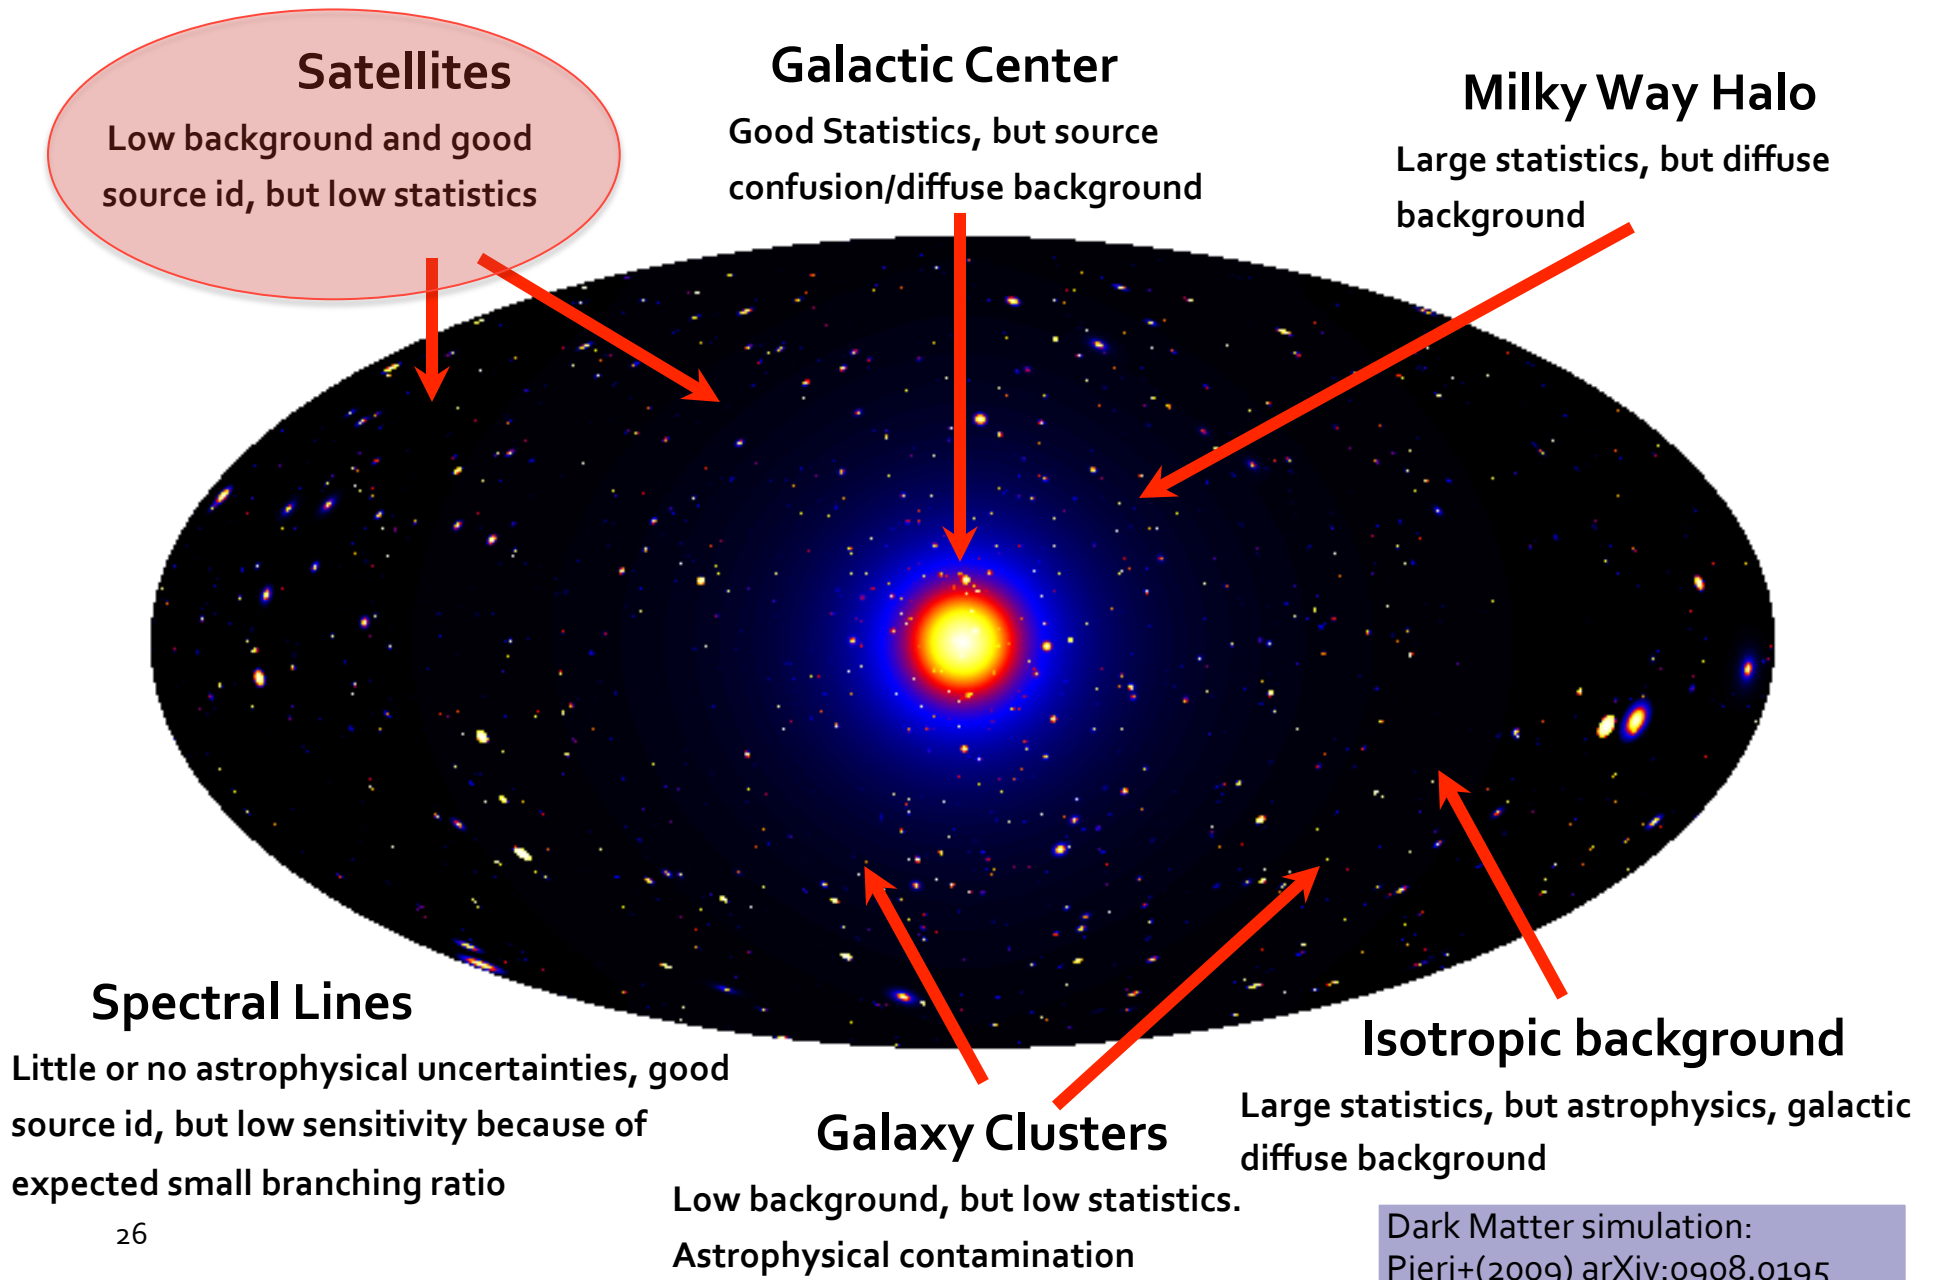 Satellites
Low background and good
source id, but low statistics
Galactic Center
Good Statistics, but source
confusion/diffuse background
Milky Way Halo
Large statistics, but diffuse
background
Spectral Lines
Little or no astrophysical uncertainties, good
source id, but low sensitivity because of
expected small branching ratio
26
Galaxy Clusters
Low background, but low statistics.
Astrophysical contamination
Isotropic background
Large statistics, but astrophysics, galactic
diffuse background
Dark Matter simulation:
Pieri+(2009) arXiv:0908.0195